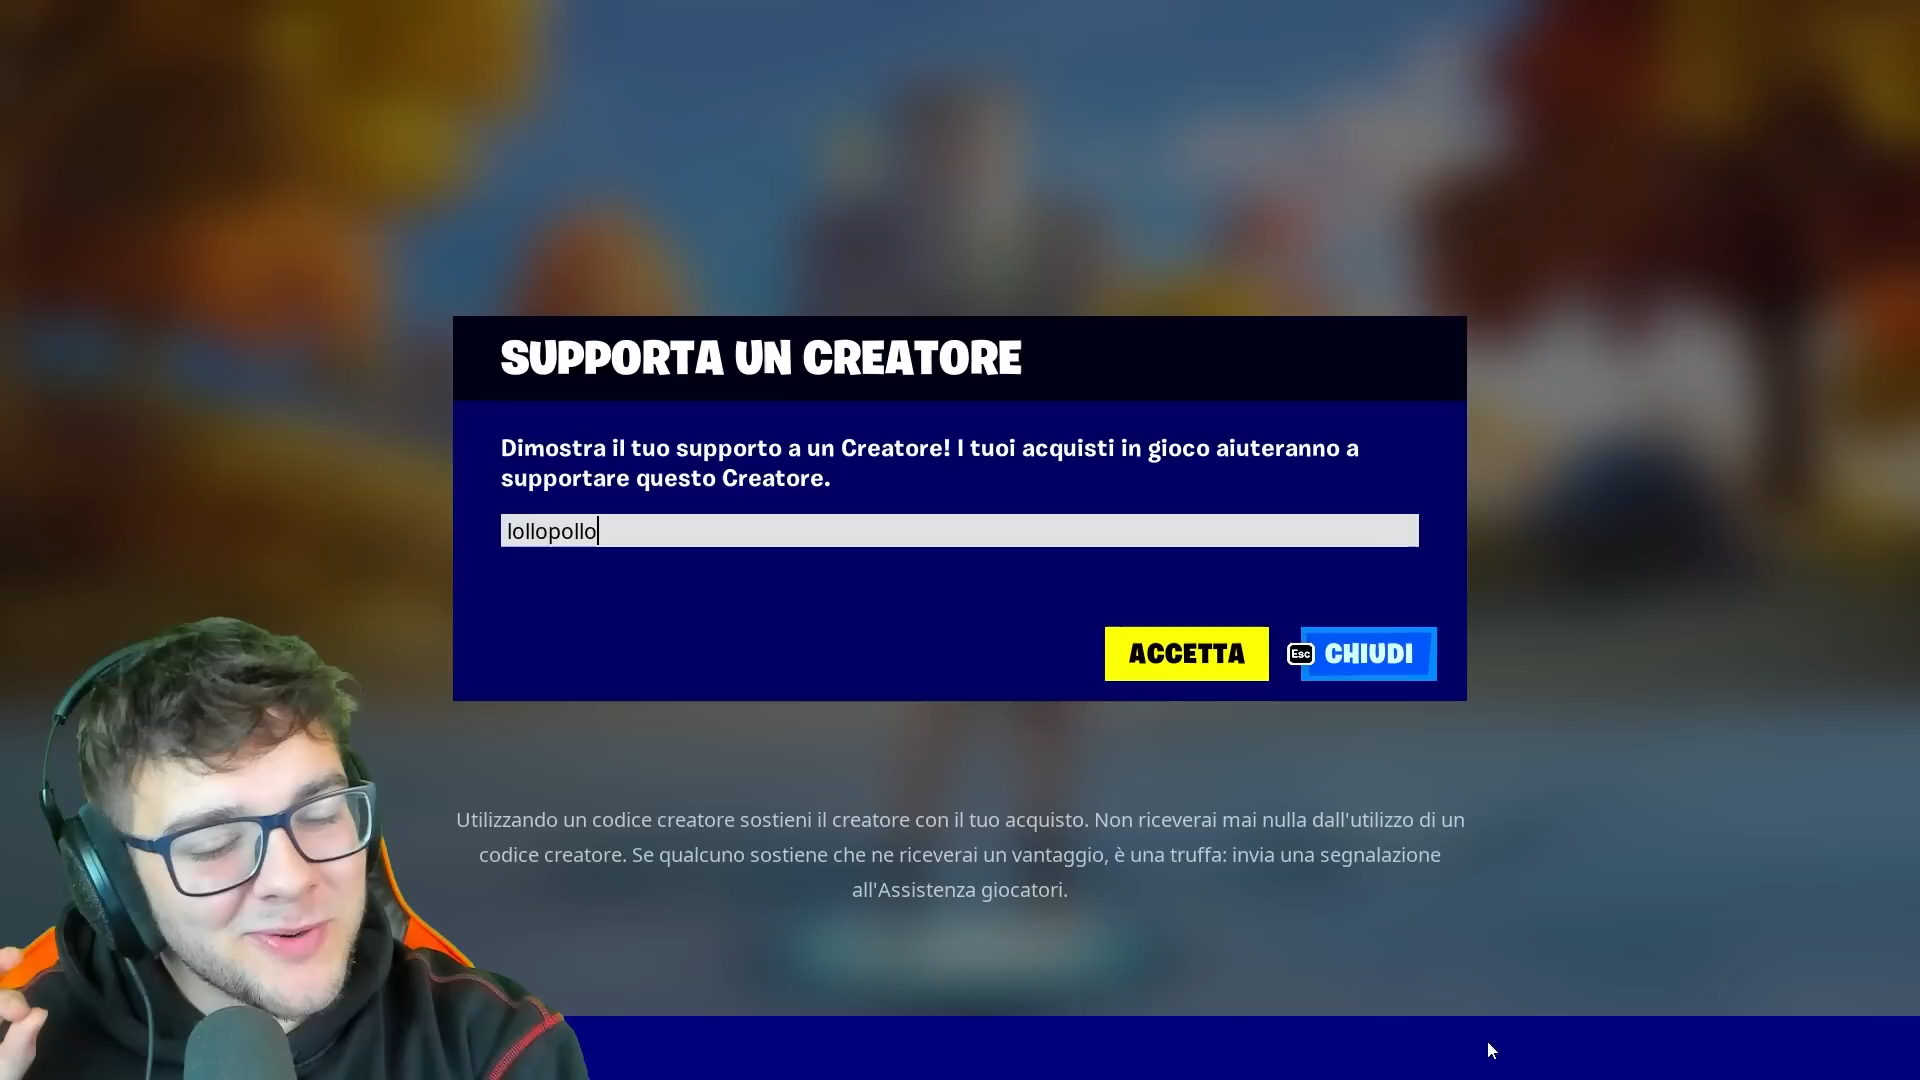 SUPPORTA UN CREATORE
Dimostra il tuo supporto a un Creatore! I tuoi acquisti in gioco aiuteranno a
supportare questo Creatore.
lollopollo
ACCETTA
Esc CHIUDI
Utilizzando un codice creatore sostieni il creatore con il tuo acquisto. Non riceverai mai nulla dall'utilizzo di un
codice creatore. Se qualcuno sostiene che ne riceverai un vantaggio, è una truffa: invia una segnalazione
all'Assistenza giocatori.